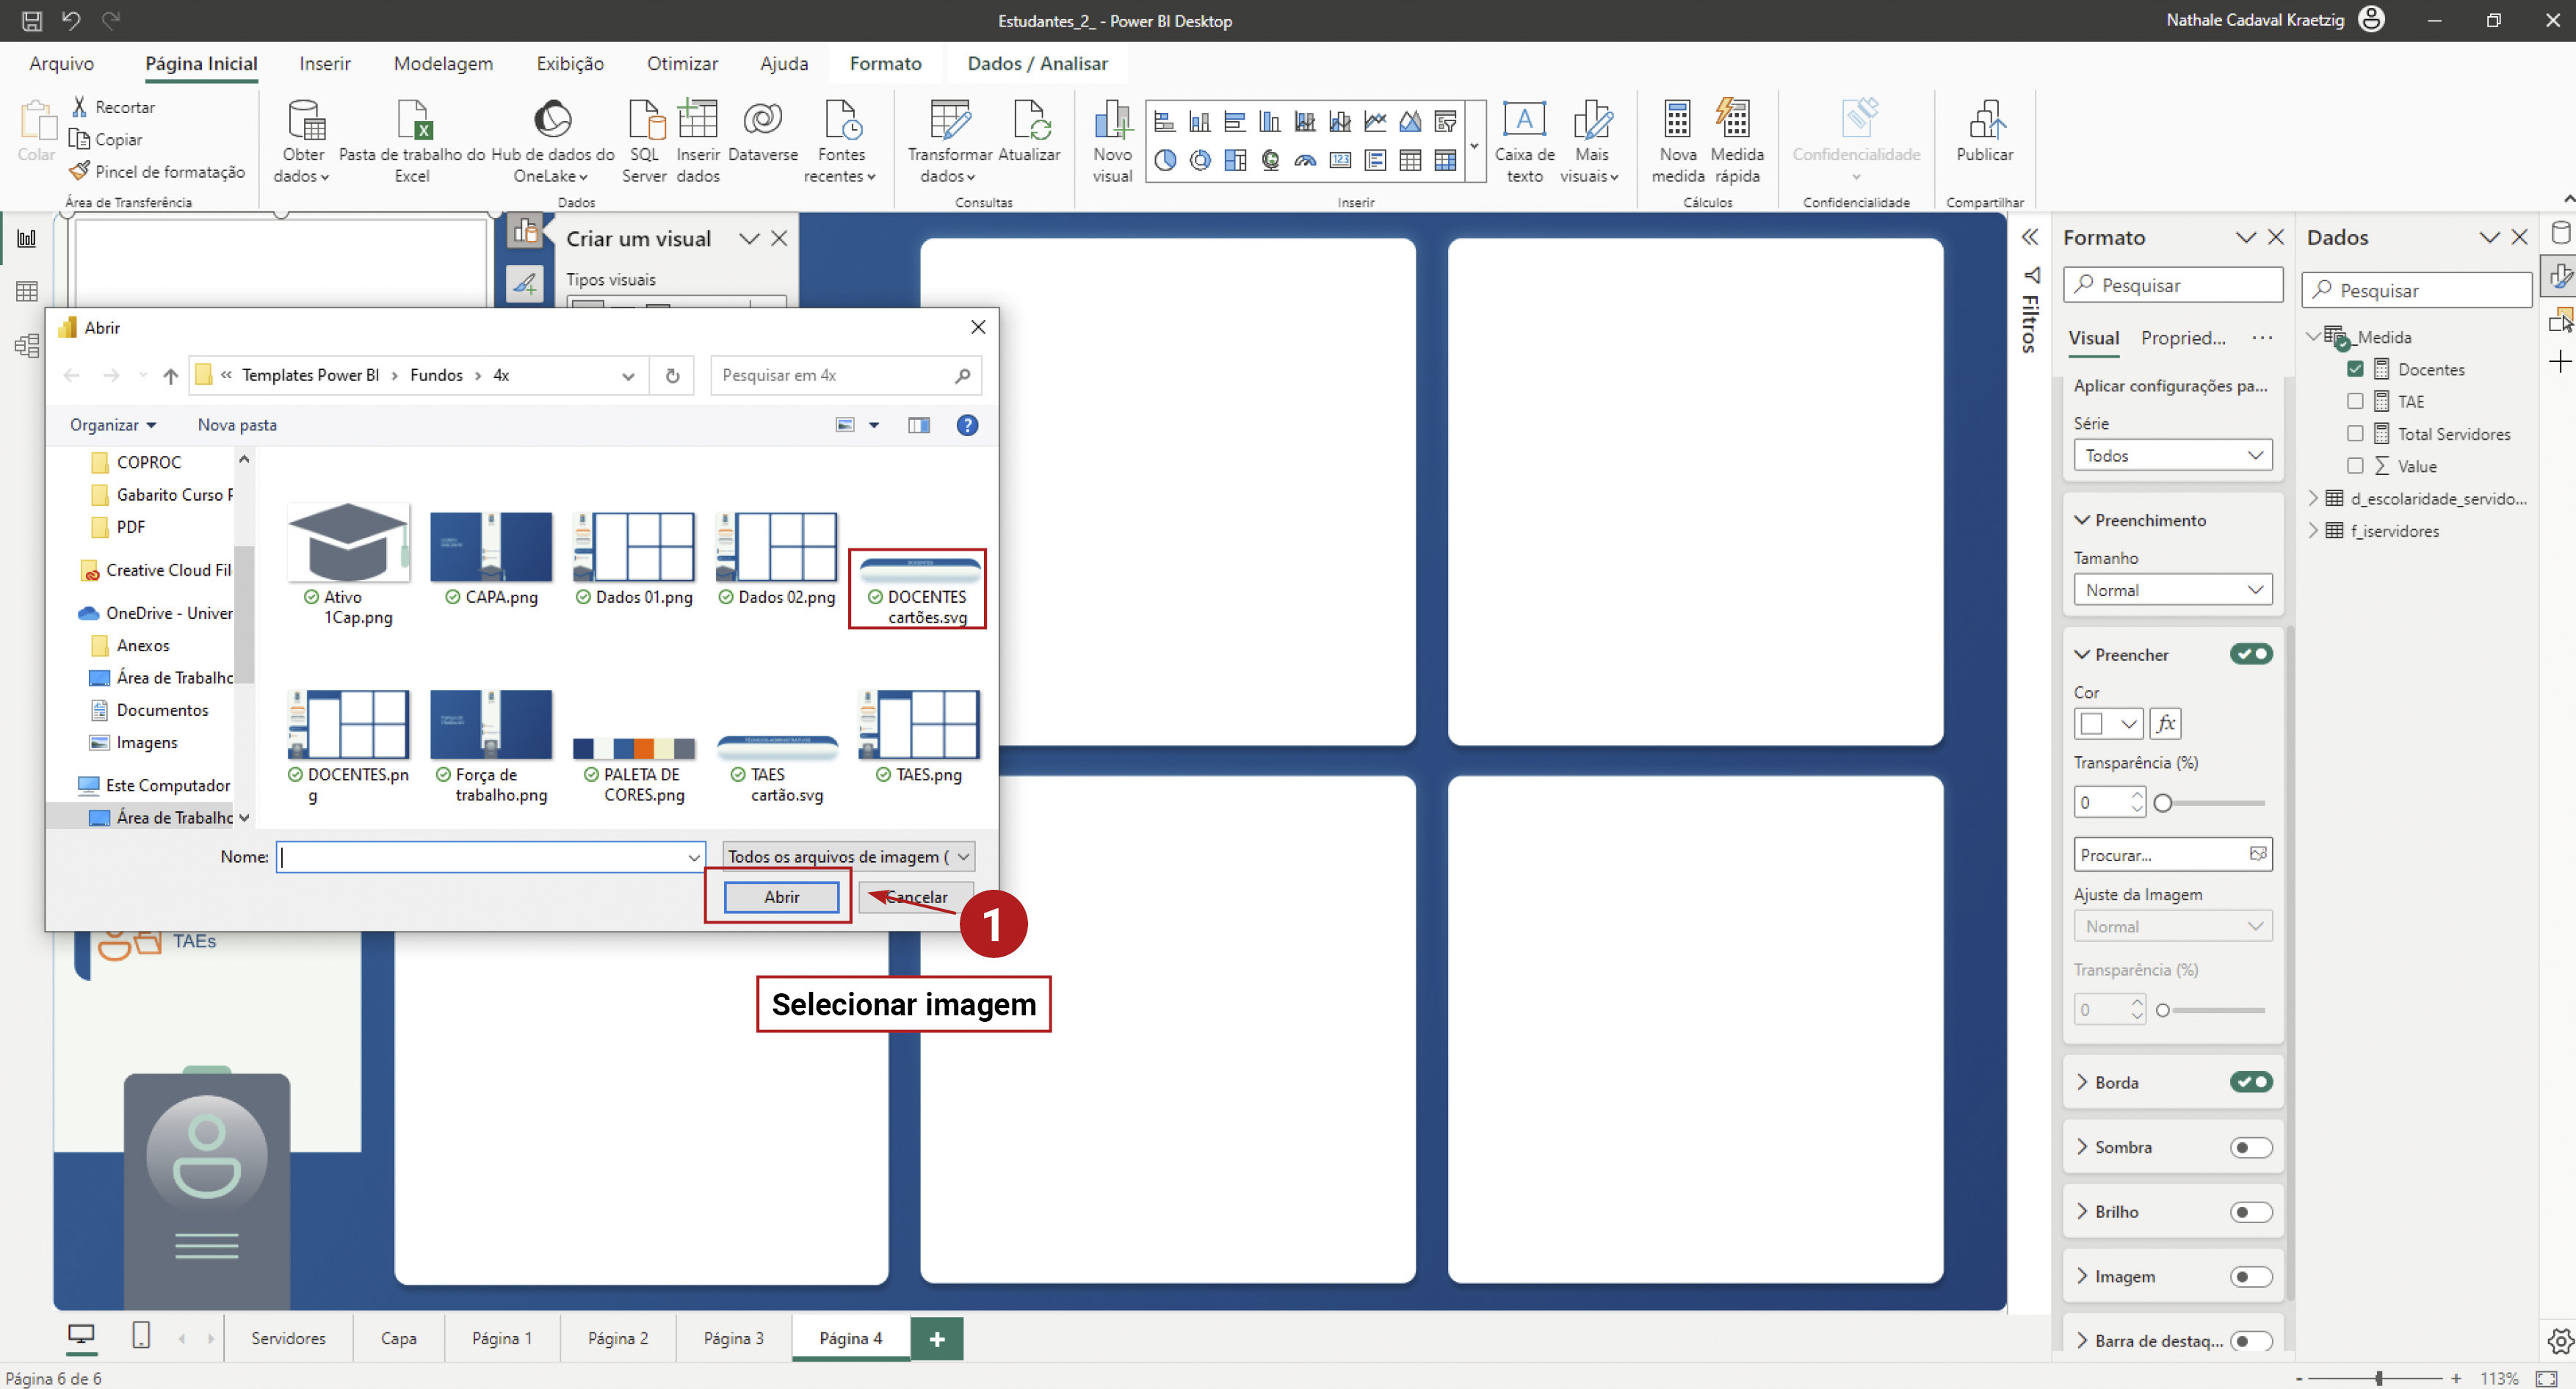 Estudantes_2_ - Power BI Desktop
Nathale Cadaval Kraetzig
Arquivo
Página Inicial
Inserir
Modelagem
Exibição
Otimizar
Ajuda
Formato
Dados / Analisar
Colar
Recortar
Copiar
Pincel de formatação
Área de Transferência
Obter dados
Pasta de trabalho do Excel
Hub de dados do OneLake
SQL Server
Inserir dados
Dataverse
Fontes recentes
Dados
Transformar dados
Atualizar
Consultas
Novo visual
Inserir
Caixa de texto
Mais visuais
Nova medida
Medida rápida
Cálculos
Confidencialidade
Confidencialidade
Publicar
Compartilhar
Criar um visual
Tipos visuais
Abrir
« Templates Power BI › Fundos › 4x
Pesquisar em 4x
Organizar
Nova pasta
COPROC
Gabarito Curso F
PDF
Creative Cloud Fil
OneDrive - Univer
Anexos
Área de Trabalho
Documentos
Imagens
Este Computador
Área de Trabalho
Ativo
1Cap.png
CAPA.png
Dados 01.png
Dados 02.png
DOCENTES
cartões.svg
DOCENTES.pn
g
Força de
trabalho.png
PALETA DE
CORES.png
TAES
cartão.svg
TAES.png
Nome:
Todos os arquivos de imagem (
Abrir
Cancelar
1
Selecionar imagem
TAEs
Filtros
Formato
Pesquisar
Visual
Propried...
Aplicar configurações pa...
Série
Todos
Preenchimento
Tamanho
Normal
Preencher
Cor
fx
Transparência (%)
0
Procurar...
Ajuste da Imagem
Normal
Transparência (%)
0
Borda
Sombra
Brilho
Imagem
Barra de destaq...
Dados
Pesquisar
_Medida
Docentes
TAE
Total Servidores
Value
d_escolaridade_servido...
f_iservidores
Servidores
Capa
Página 1
Página 2
Página 3
Página 4
+
Página 6 de 6
- + 113%